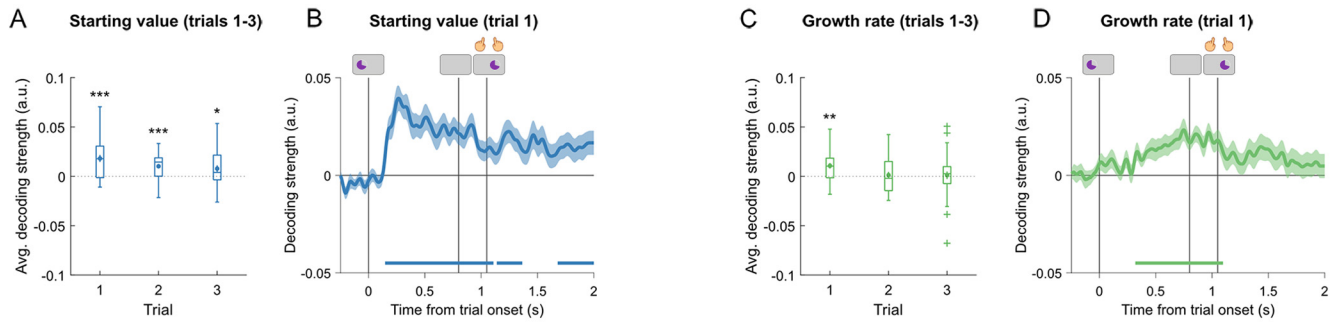 A
Starting value (trials 1-3)
Avg. decoding strength (a.u.)
0.1
0.05
0
-0.05
-0.1
***
***
*
1 2 3
Trial
B
Starting value (trial 1)
Decoding strength (a.u.)
0.05
0
-0.05
0 0.5 1 1.5 2
Time from trial onset (s)
C
Growth rate (trials 1-3)
Avg. decoding strength (a.u.)
0.1
0.05
0
-0.05
-0.1
**
1 2 3
Trial
D
Growth rate (trial 1)
Decoding strength (a.u.)
0.05
0
-0.05
0 0.5 1 1.5 2
Time from trial onset (s)